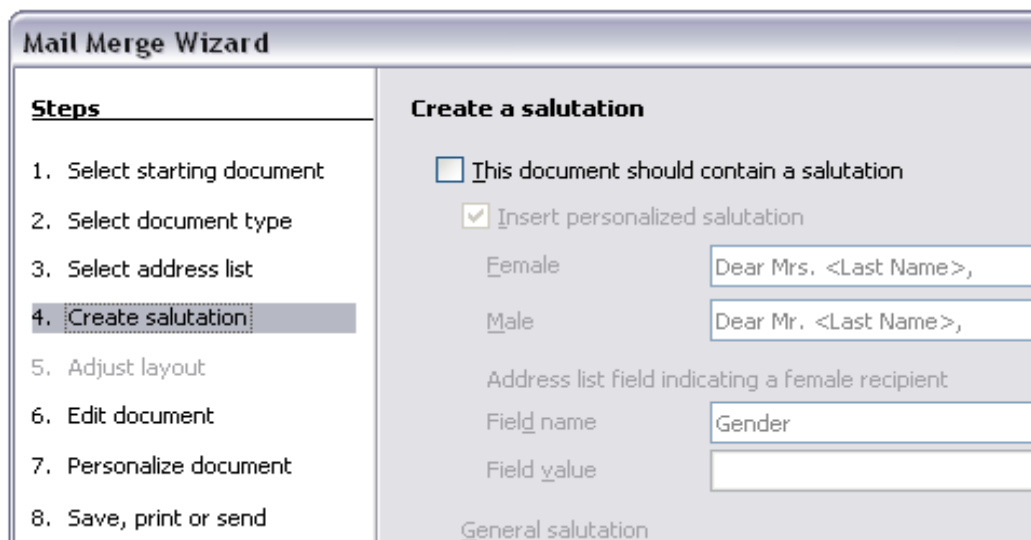 Mail Merge Wizard
Steps
1. Select starting document
2. Select document type
3. Select address list
4. Create salutation
5. Adjust layout
6. Edit document
7. Personalize document
8. Save, print or send
Create a salutation
This document should contain a salutation
Insert personalized salutation
Female Dear Mrs. <Last Name>,
Male Dear Mr. <Last Name>,
Address list field indicating a female recipient
Field name Gender
Field value
General salutation